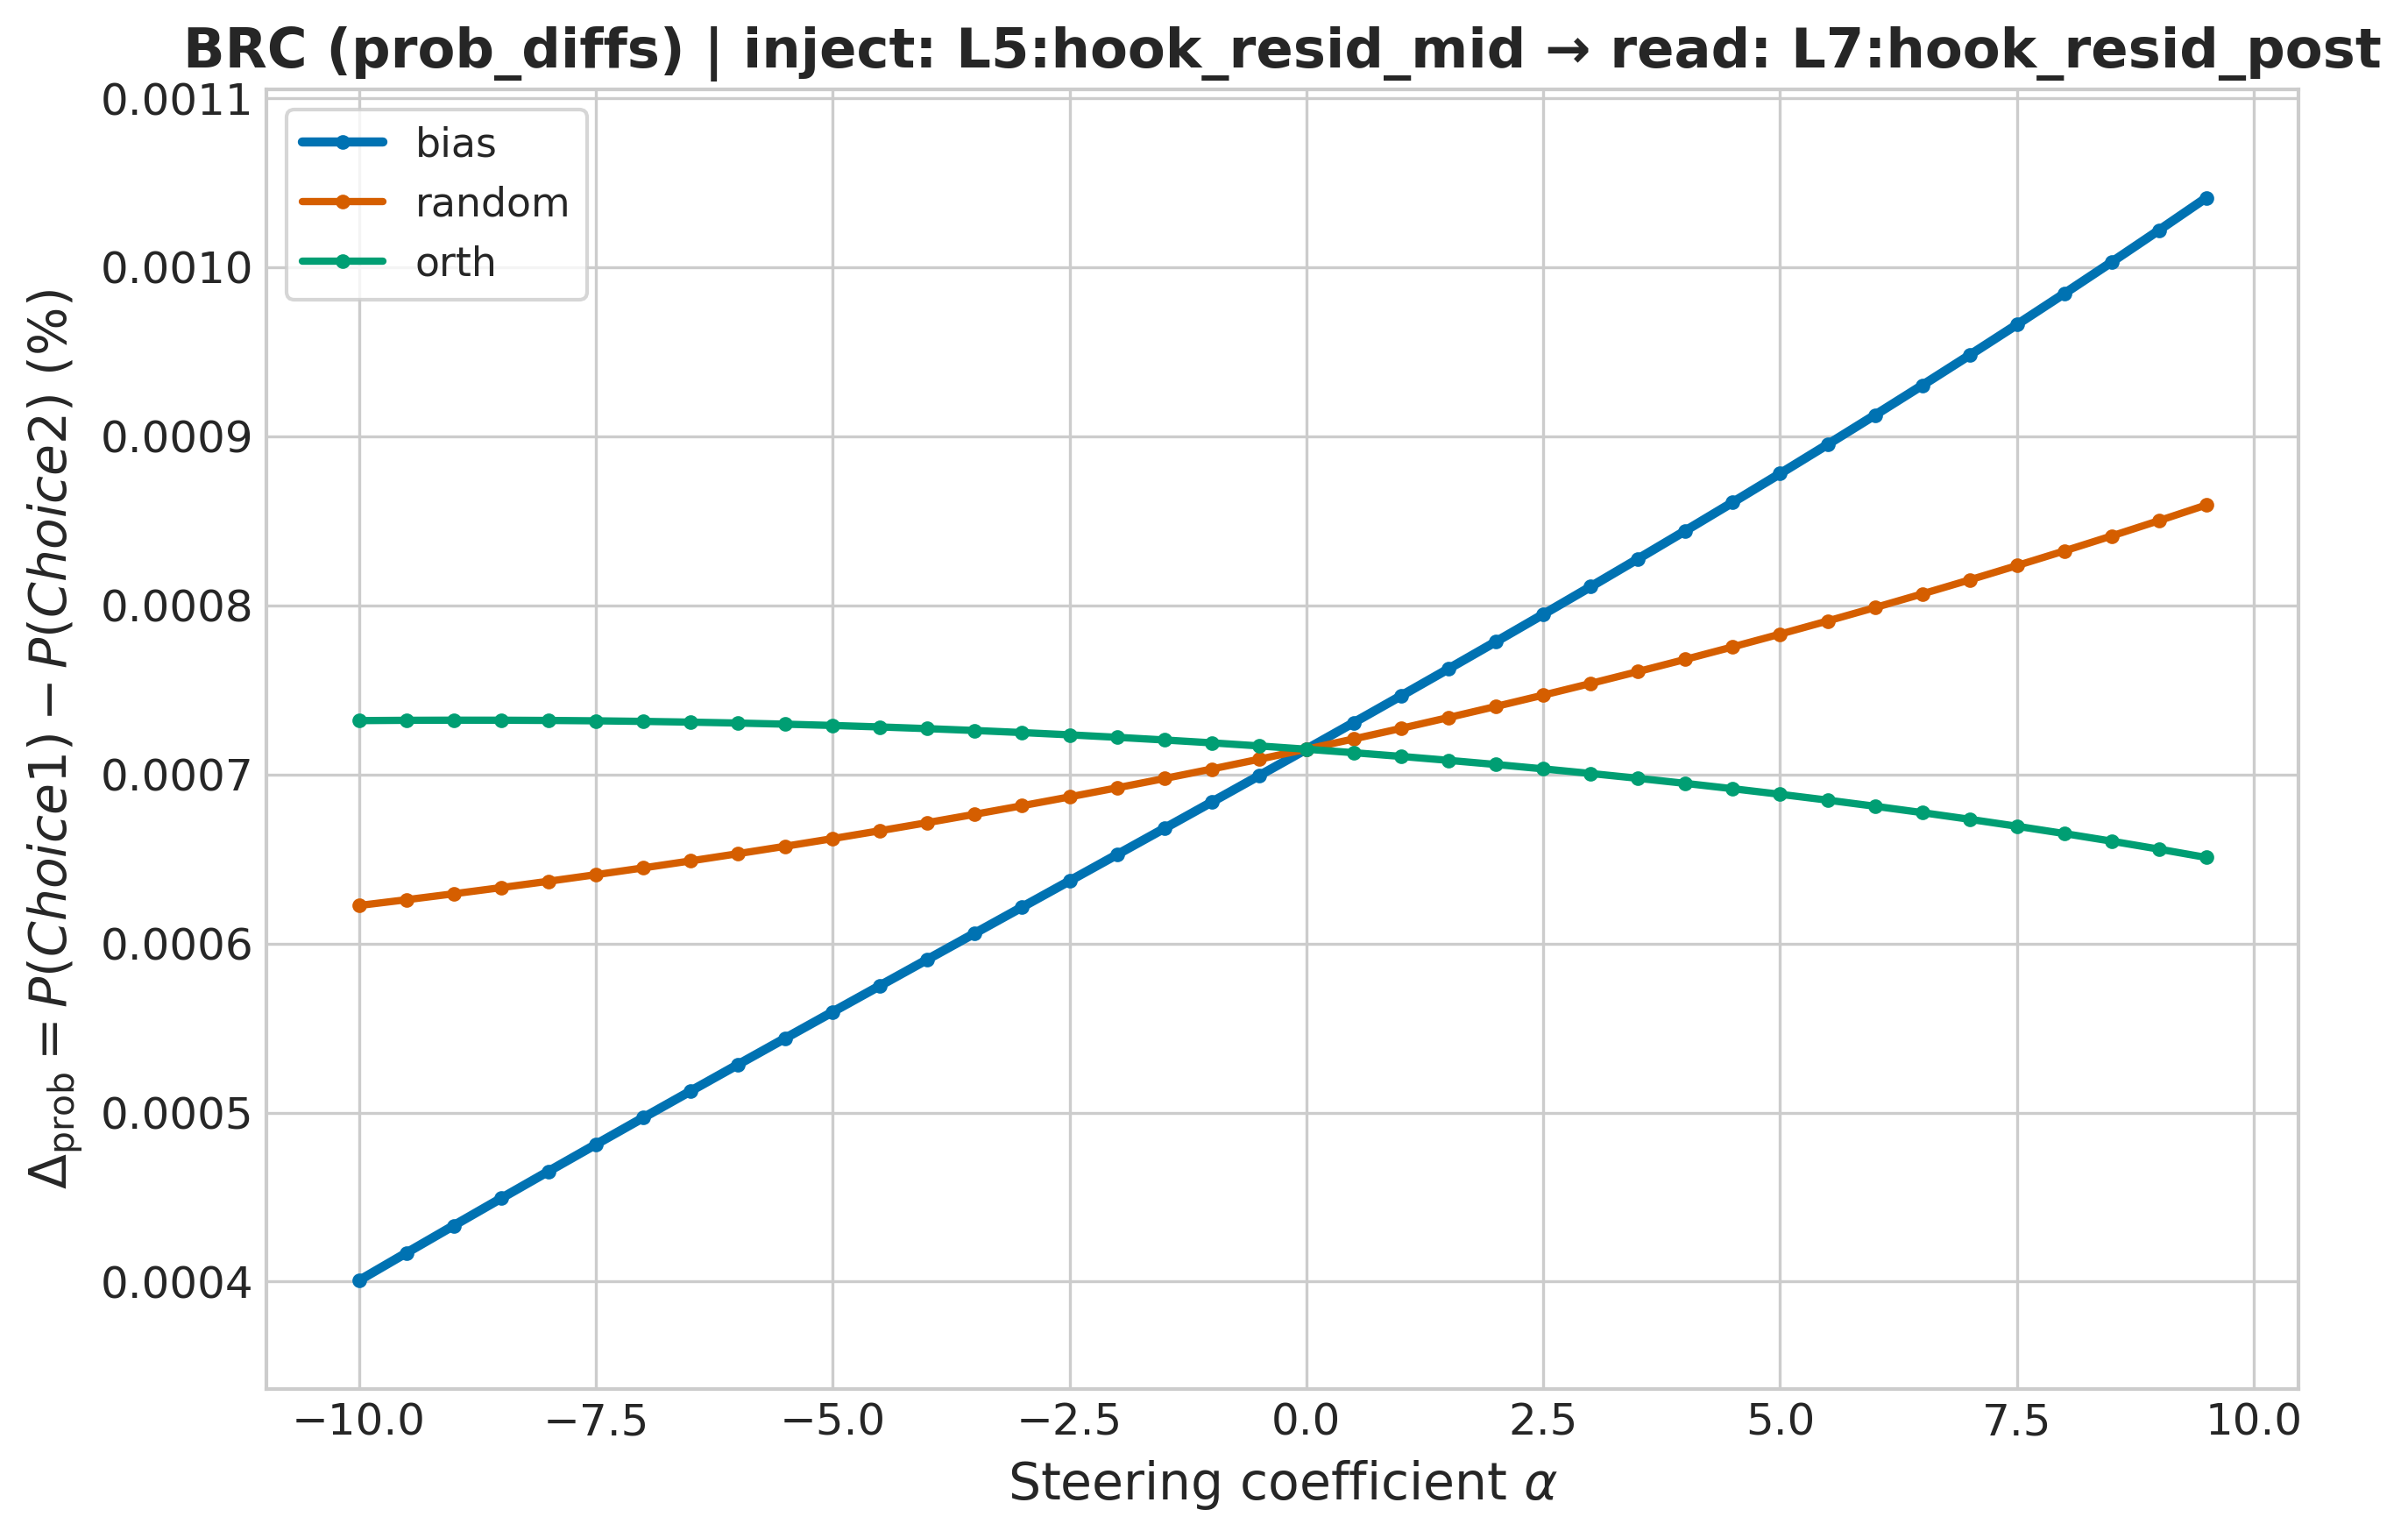 BRC (prob_diffs) | inject: L5:hook_resid_mid → read: L7:hook_resid_post
bias
random
orth
0.0011
0.0010
0.0009
0.0008
0.0007
0.0006
0.0005
0.0004
Δprob = P(Choice1) − P(Choice2) (%)
−10.0 −7.5 −5.0 −2.5 0.0 2.5 5.0 7.5 10.0
Steering coefficient α